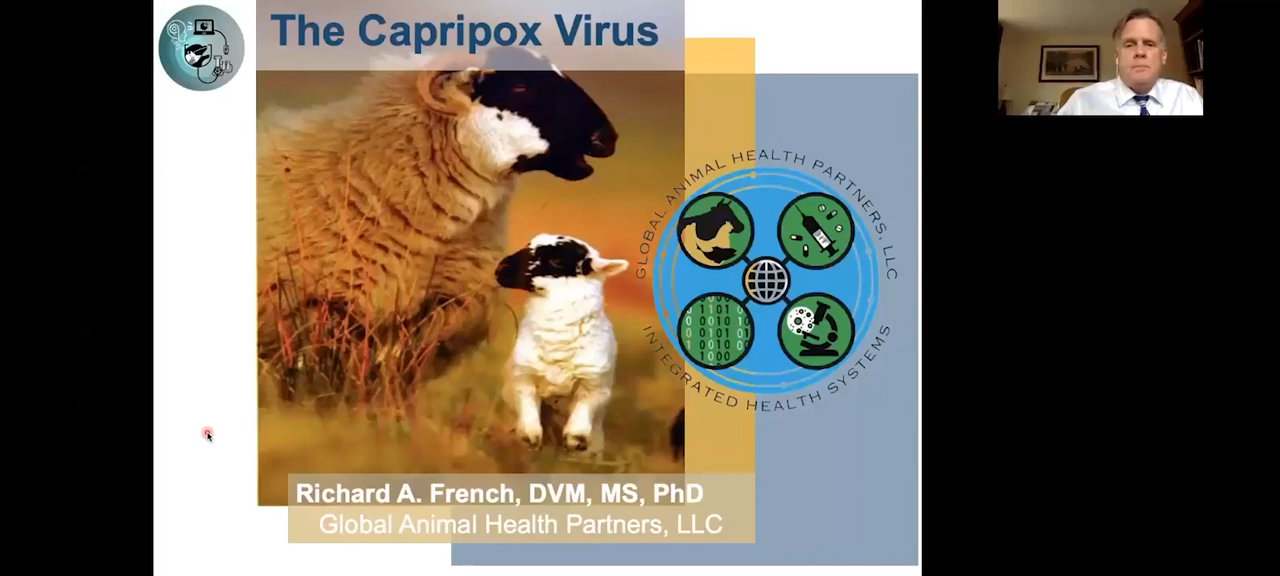 The Capripox Virus
GLOBAL ANIMAL HEALTH PARTNERS, LLC
INTEGRATED HEALTH SYSTEMS
Richard A. French, DVM, MS, PhD
Global Animal Health Partners, LLC